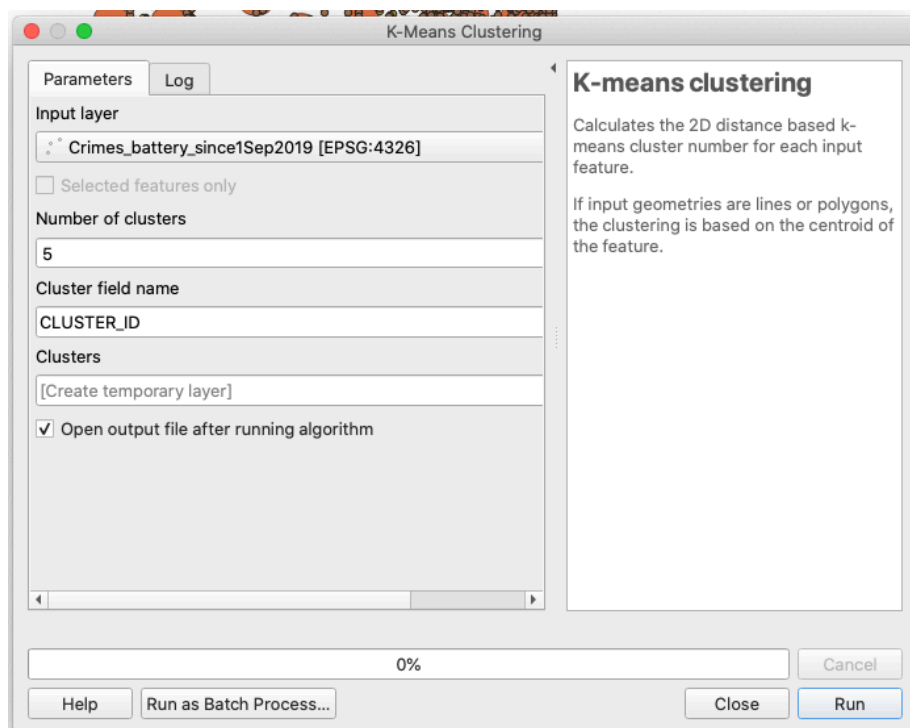 K-Means Clustering
Parameters
Log
Input layer
Crimes_battery_since1Sep2019 [EPSG:4326]
Selected features only
Number of clusters
5
Cluster field name
CLUSTER_ID
Clusters
[Create temporary layer]
Open output file after running algorithm
K-means clustering
Calculates the 2D distance based k-
means cluster number for each input
feature.
If input geometries are lines or polygons,
the clustering is based on the centroid of
the feature.
0%
Cancel
Help
Run as Batch Process...
Close
Run